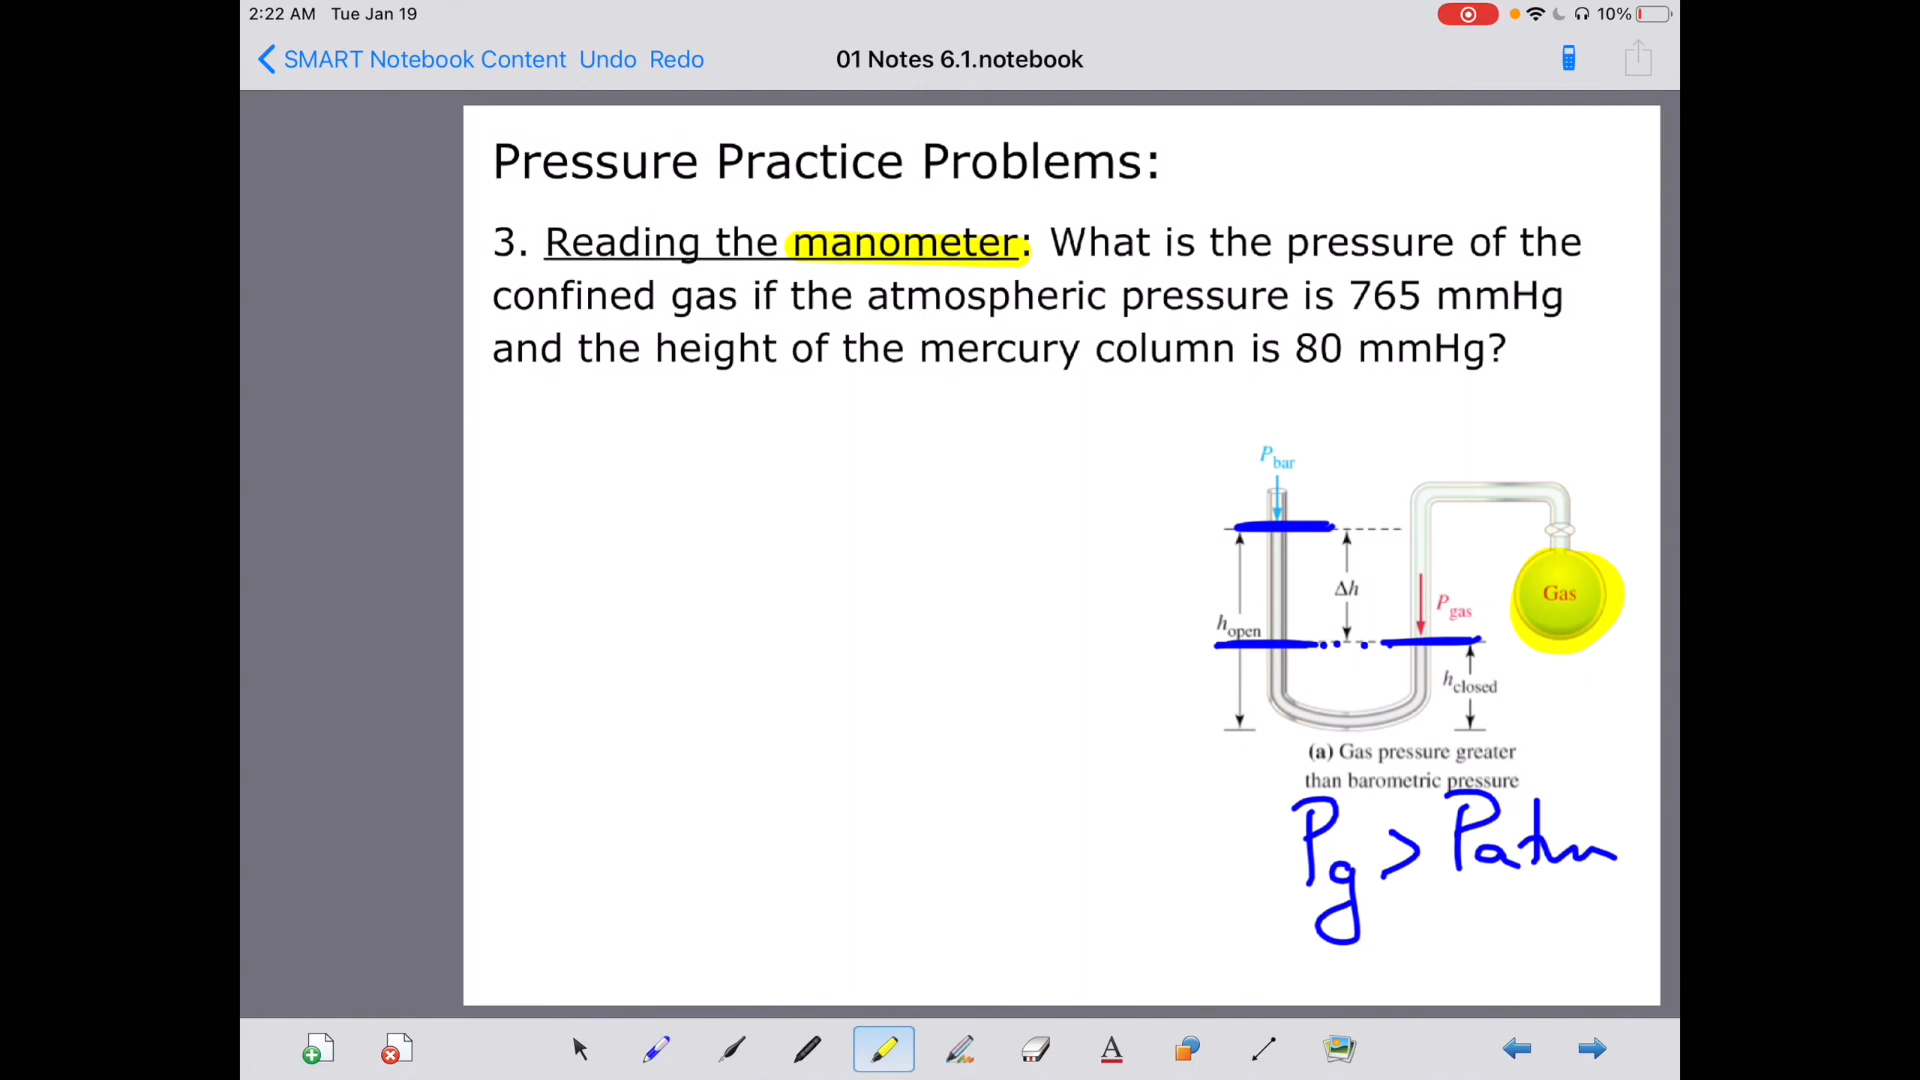 2:22 AM Tue Jan 19
10%
SMART Notebook Content Undo Redo
01 Notes 6.1.notebook
Pressure Practice Problems:
3. Reading the manometer: What is the pressure of the
confined gas if the atmospheric pressure is 765 mmHg
and the height of the mercury column is 80 mmHg?
Pbar
Δh
Gas
Pgas
hopen
hclosed
(a) Gas pressure greater
than barometric pressure
Pg > Patm
A